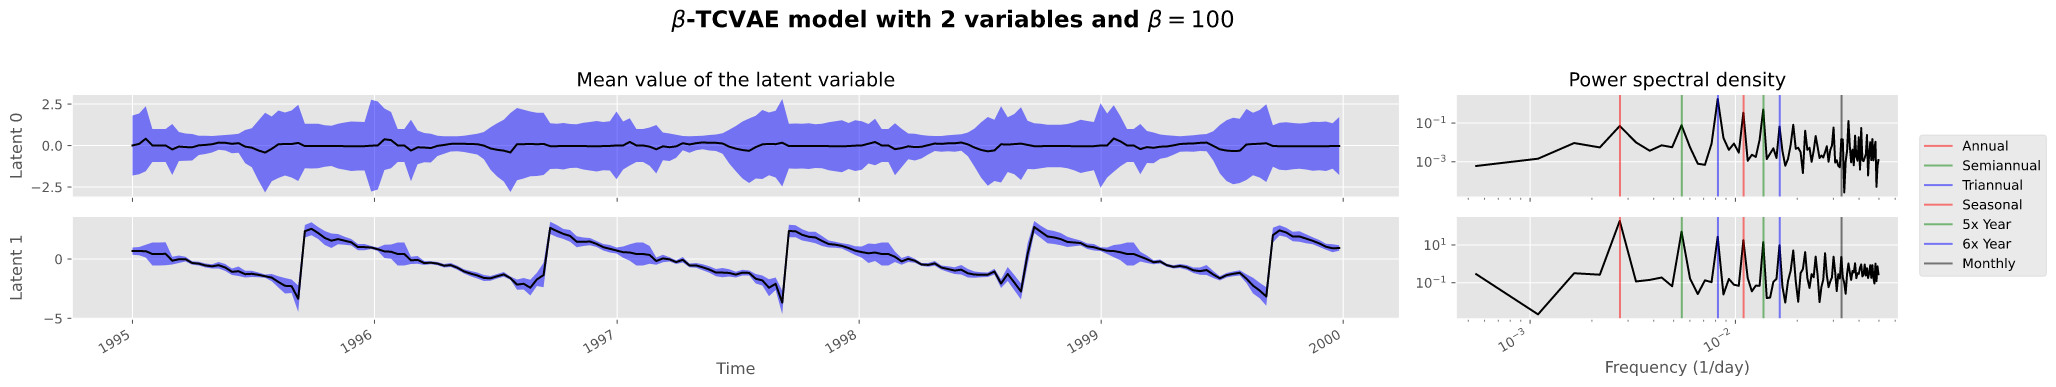 β-TCVAE model with 2 variables and β = 100
Mean value of the latent variable
Power spectral density
Latent 0
2.5
0.0
−2.5
10⁻¹
10⁻³
Latent 1
0
−5
10¹
10⁻¹
1995
1996
1997
1998
1999
2000
Time
10⁻³
10⁻²
Frequency (1/day)
Annual
Semiannual
Triannual
Seasonal
5x Year
6x Year
Monthly